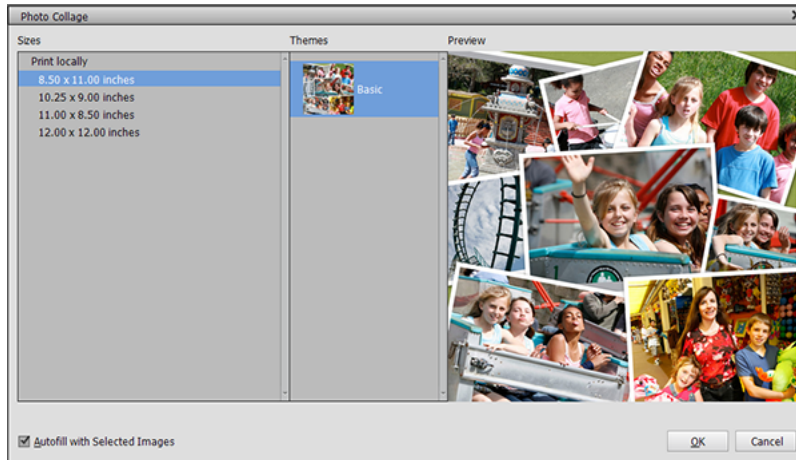 Photo Collage
Sizes
Themes
Preview
Print locally
8.50 x 11.00 inches
10.25 x 9.00 inches
11.00 x 8.50 inches
12.00 x 12.00 inches
Basic
Autofill with Selected Images
OK
Cancel